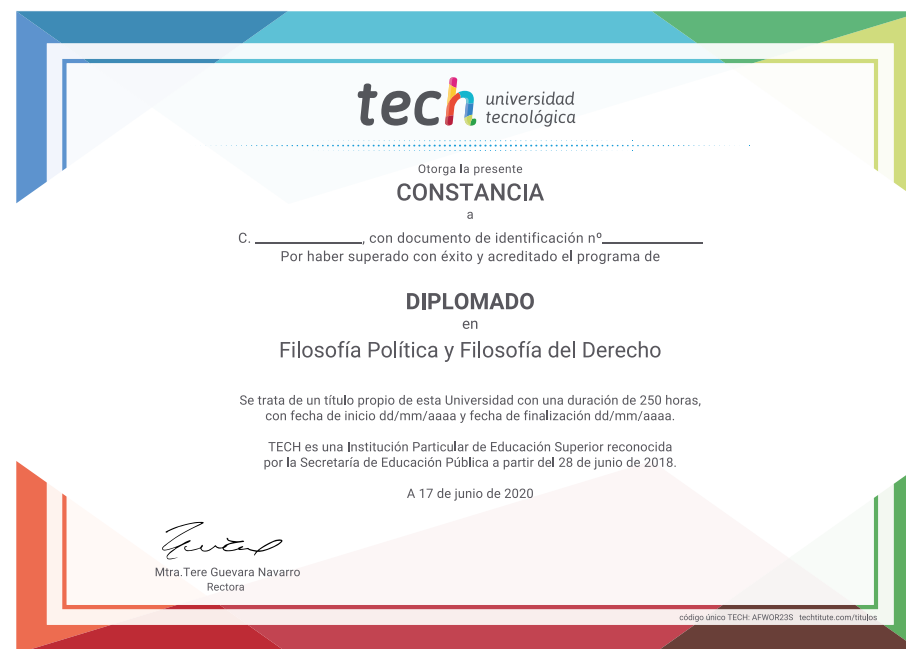 tech universidad
tecnológica
Otorga la presente
CONSTANCIA
a
C. ______________, con documento de identificación nº_____________
Por haber superado con éxito y acreditado el programa de
DIPLOMADO
en
Filosofía Política y Filosofía del Derecho
Se trata de un título propio de esta Universidad con una duración de 250 horas,
con fecha de inicio dd/mm/aaaa y fecha de finalización dd/mm/aaaa.
TECH es una Institución Particular de Educación Superior reconocida
por la Secretaría de Educación Pública a partir del 28 de junio de 2018.
A 17 de junio de 2020
Mtra.Tere Guevara Navarro
Rectora
código único TECH: AFWOR23S techtitute.com/titulos